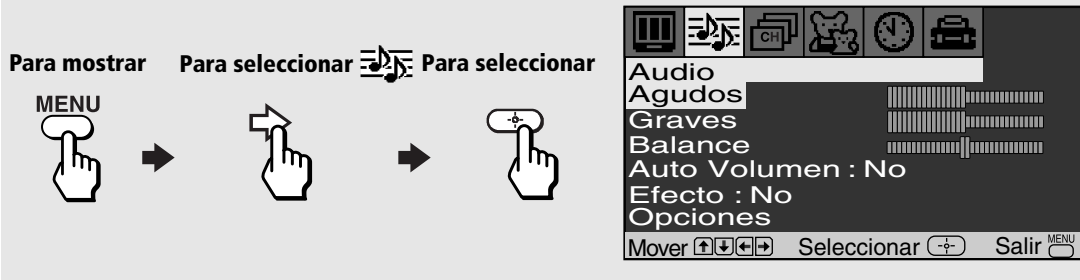 Para mostrar
Para seleccionar
Para seleccionar
MENU
CH
Audio
Agudos
Graves
Balance
Auto Volumen : No
Efecto : No
Opciones
Mover Seleccionar Salir MENU